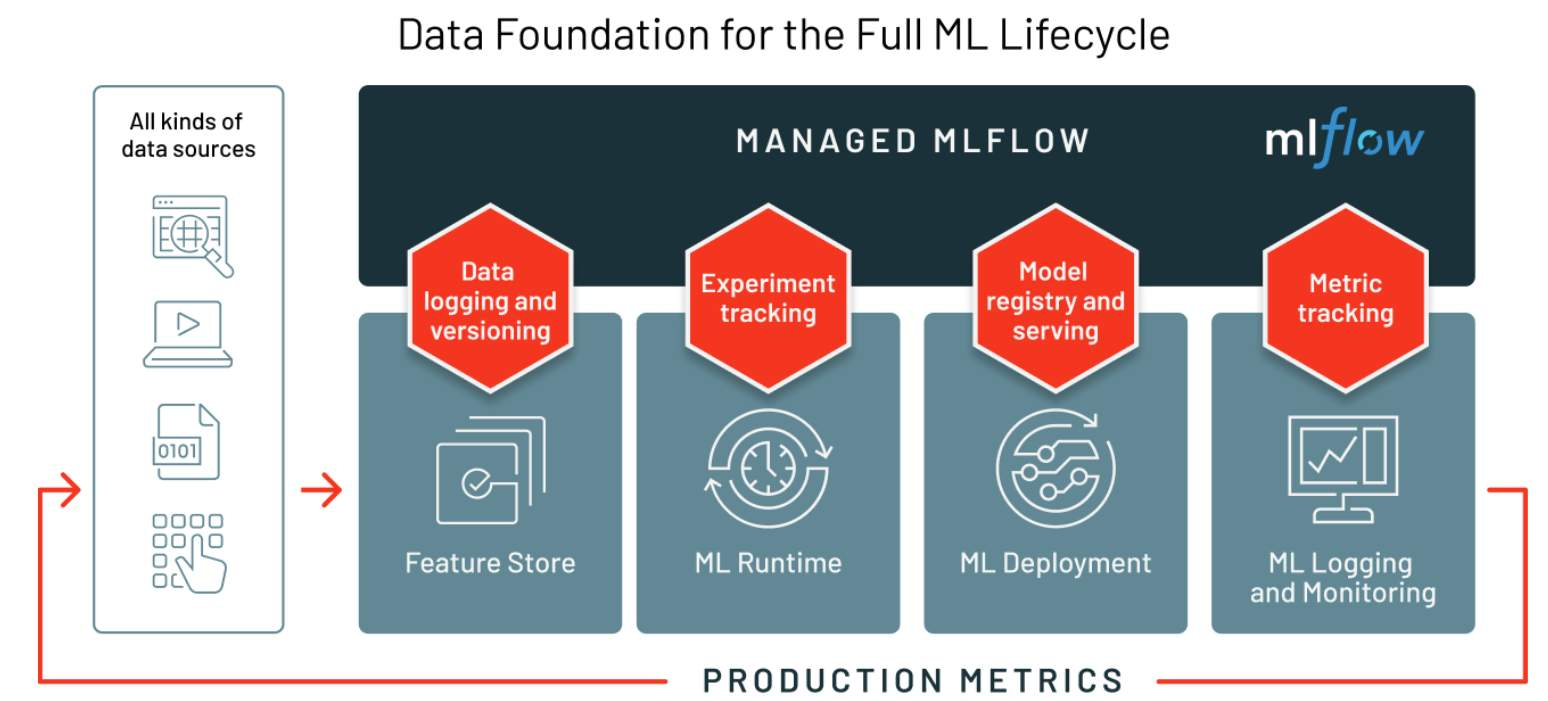 Data Foundation for the Full ML Lifecycle
All kinds of
data sources
0101
MANAGED MLFLOW
mlflow
Data
logging and
versioning
Experiment
tracking
Model
registry and
serving
Metric
tracking
Feature Store
ML Runtime
ML Deployment
ML Logging
and Monitoring
PRODUCTION METRICS